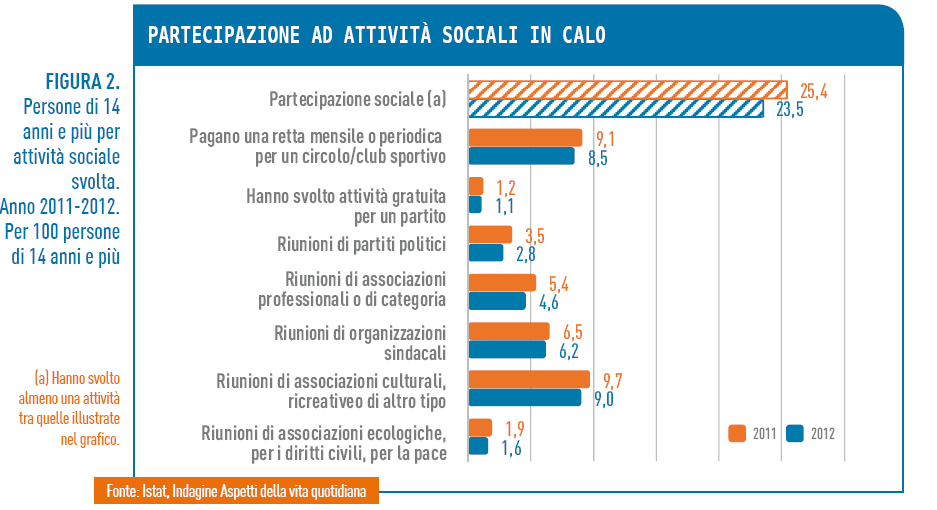 PARTECIPAZIONE AD ATTIVITÀ SOCIALI IN CALO
FIGURA 2.
Persone di 14
anni e più per
attività sociale
svolta.
Anno 2011-2012.
Per 100 persone
di 14 anni e più
(a) Hanno svolto
almeno una attività
tra quelle illustrate
nel grafico.
Partecipazione sociale (a)
25,4
23,5
Pagano una retta mensile o periodica
per un circolo/club sportivo
9,1
8,5
Hanno svolto attività gratuita
per un partito
1,2
1,1
Riunioni di partiti politici
3,5
2,8
Riunioni di associazioni
professionali o di categoria
5,4
4,6
Riunioni di organizzazioni
sindacali
6,5
6,2
Riunioni di associazioni culturali,
ricreativeo di altro tipo
9,7
9,0
Riunioni di associazioni ecologiche,
per i diritti civili, per la pace
1,9
1,6
2011 2012
Fonte: Istat, Indagine Aspetti della vita quotidiana